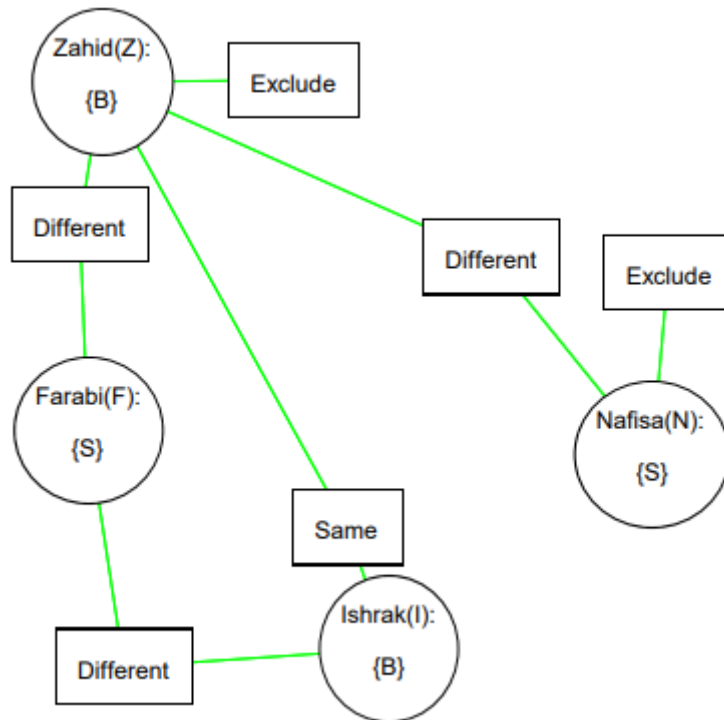 Zahid(Z):
{B}
Exclude
Different
Different
Exclude
Farabi(F):
{S}
Nafisa(N):
{S}
Same
Ishrak(I):
{B}
Different